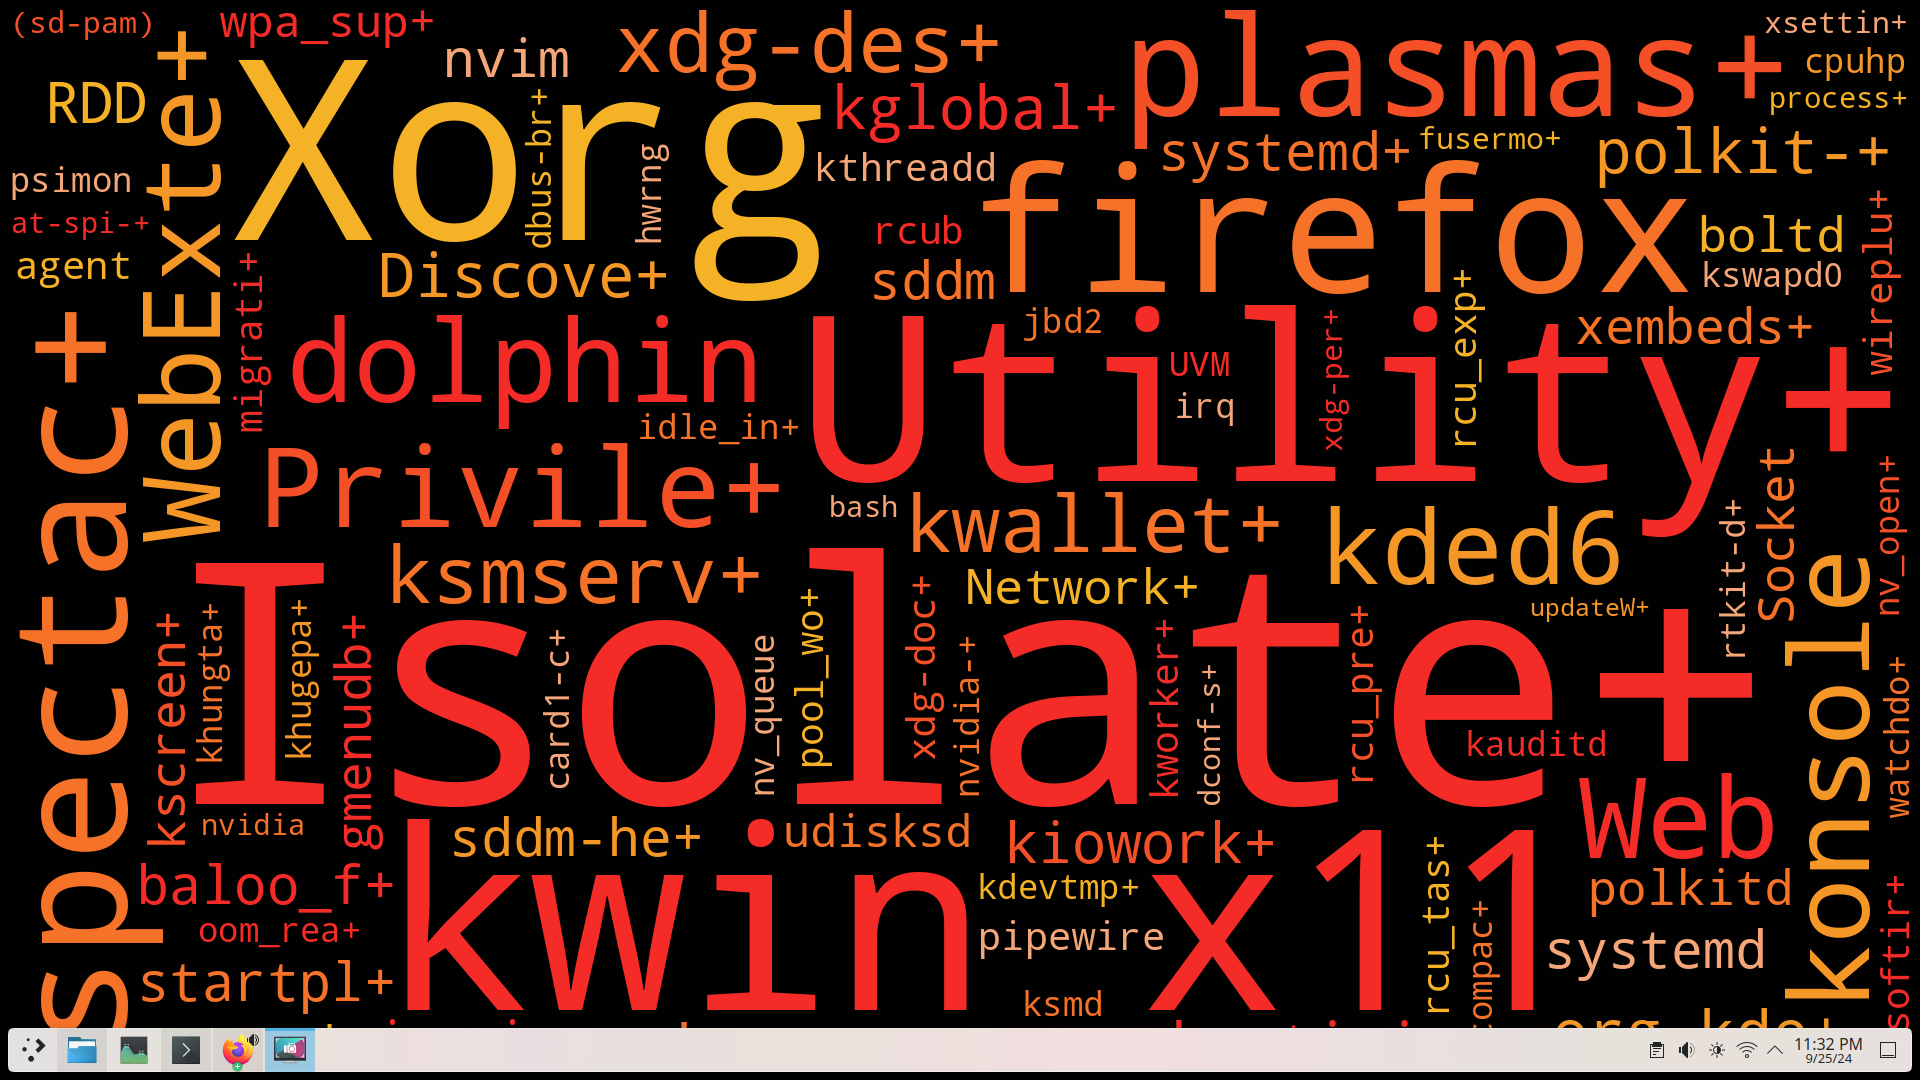 (sd-pam)
wpa_sup+
xdg-des+
plasmas+
xsettin+
nvim
cpuhp
RDD
WebExte+
Xorg
dbus-br+
kglobal+
process+
hwrng
kthreadd
systemd+
fusermo+
polkit-+
psimon
firefox
at-spi-+
rcub
boltd
wireplu+
agent
migrati+
Discove+
sddm
kswapd0
rcu_exp+
spectac+
dolphin
Utility+
jbd2
xdg-per+
xembeds+
UVM
irq
idle_in+
Privile+
bash
kwallet+
kded6
Socket
nv_open+
rtkit-d+
ksmserv+
Isolate+
Network+
updateW+
konsole
kscreen+
khungta+
khugepa+
gmenudb+
card1-c+
nv_queue
pool_wo+
xdg-doc+
nvidia-+
kworker+
dconf-s+
rcu_pre+
kauditd
watchdo+
nvidia
sddm-he+
udisksd
kiowork+
Web
baloo_f+
kwin_x11
kdevtmp+
rcu_tas+
polkitd
oom_rea+
pipewire
compac+
systemd
softir+
startpl+
ksmd
org_kde+
11:32 PM
9/25/24